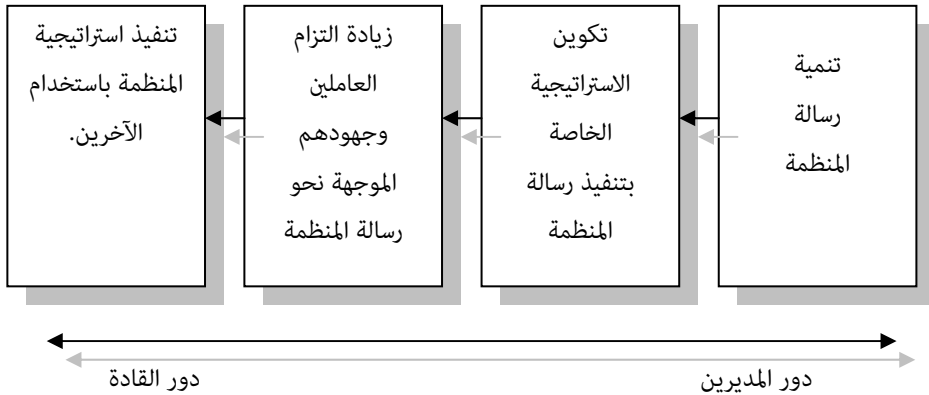 تنمية
رسالة
المنظمة
تكوين
الاستراتيجية
الخاصة
بتنفيذ رسالة
المنظمة
زيادة التزام
العاملين
وجهودهم
الموجهة نحو
رسالة المنظمة
تنفيذ استراتيجية
المنظمة باستخدام
الآخرين.
دور المديرين
دور القادة